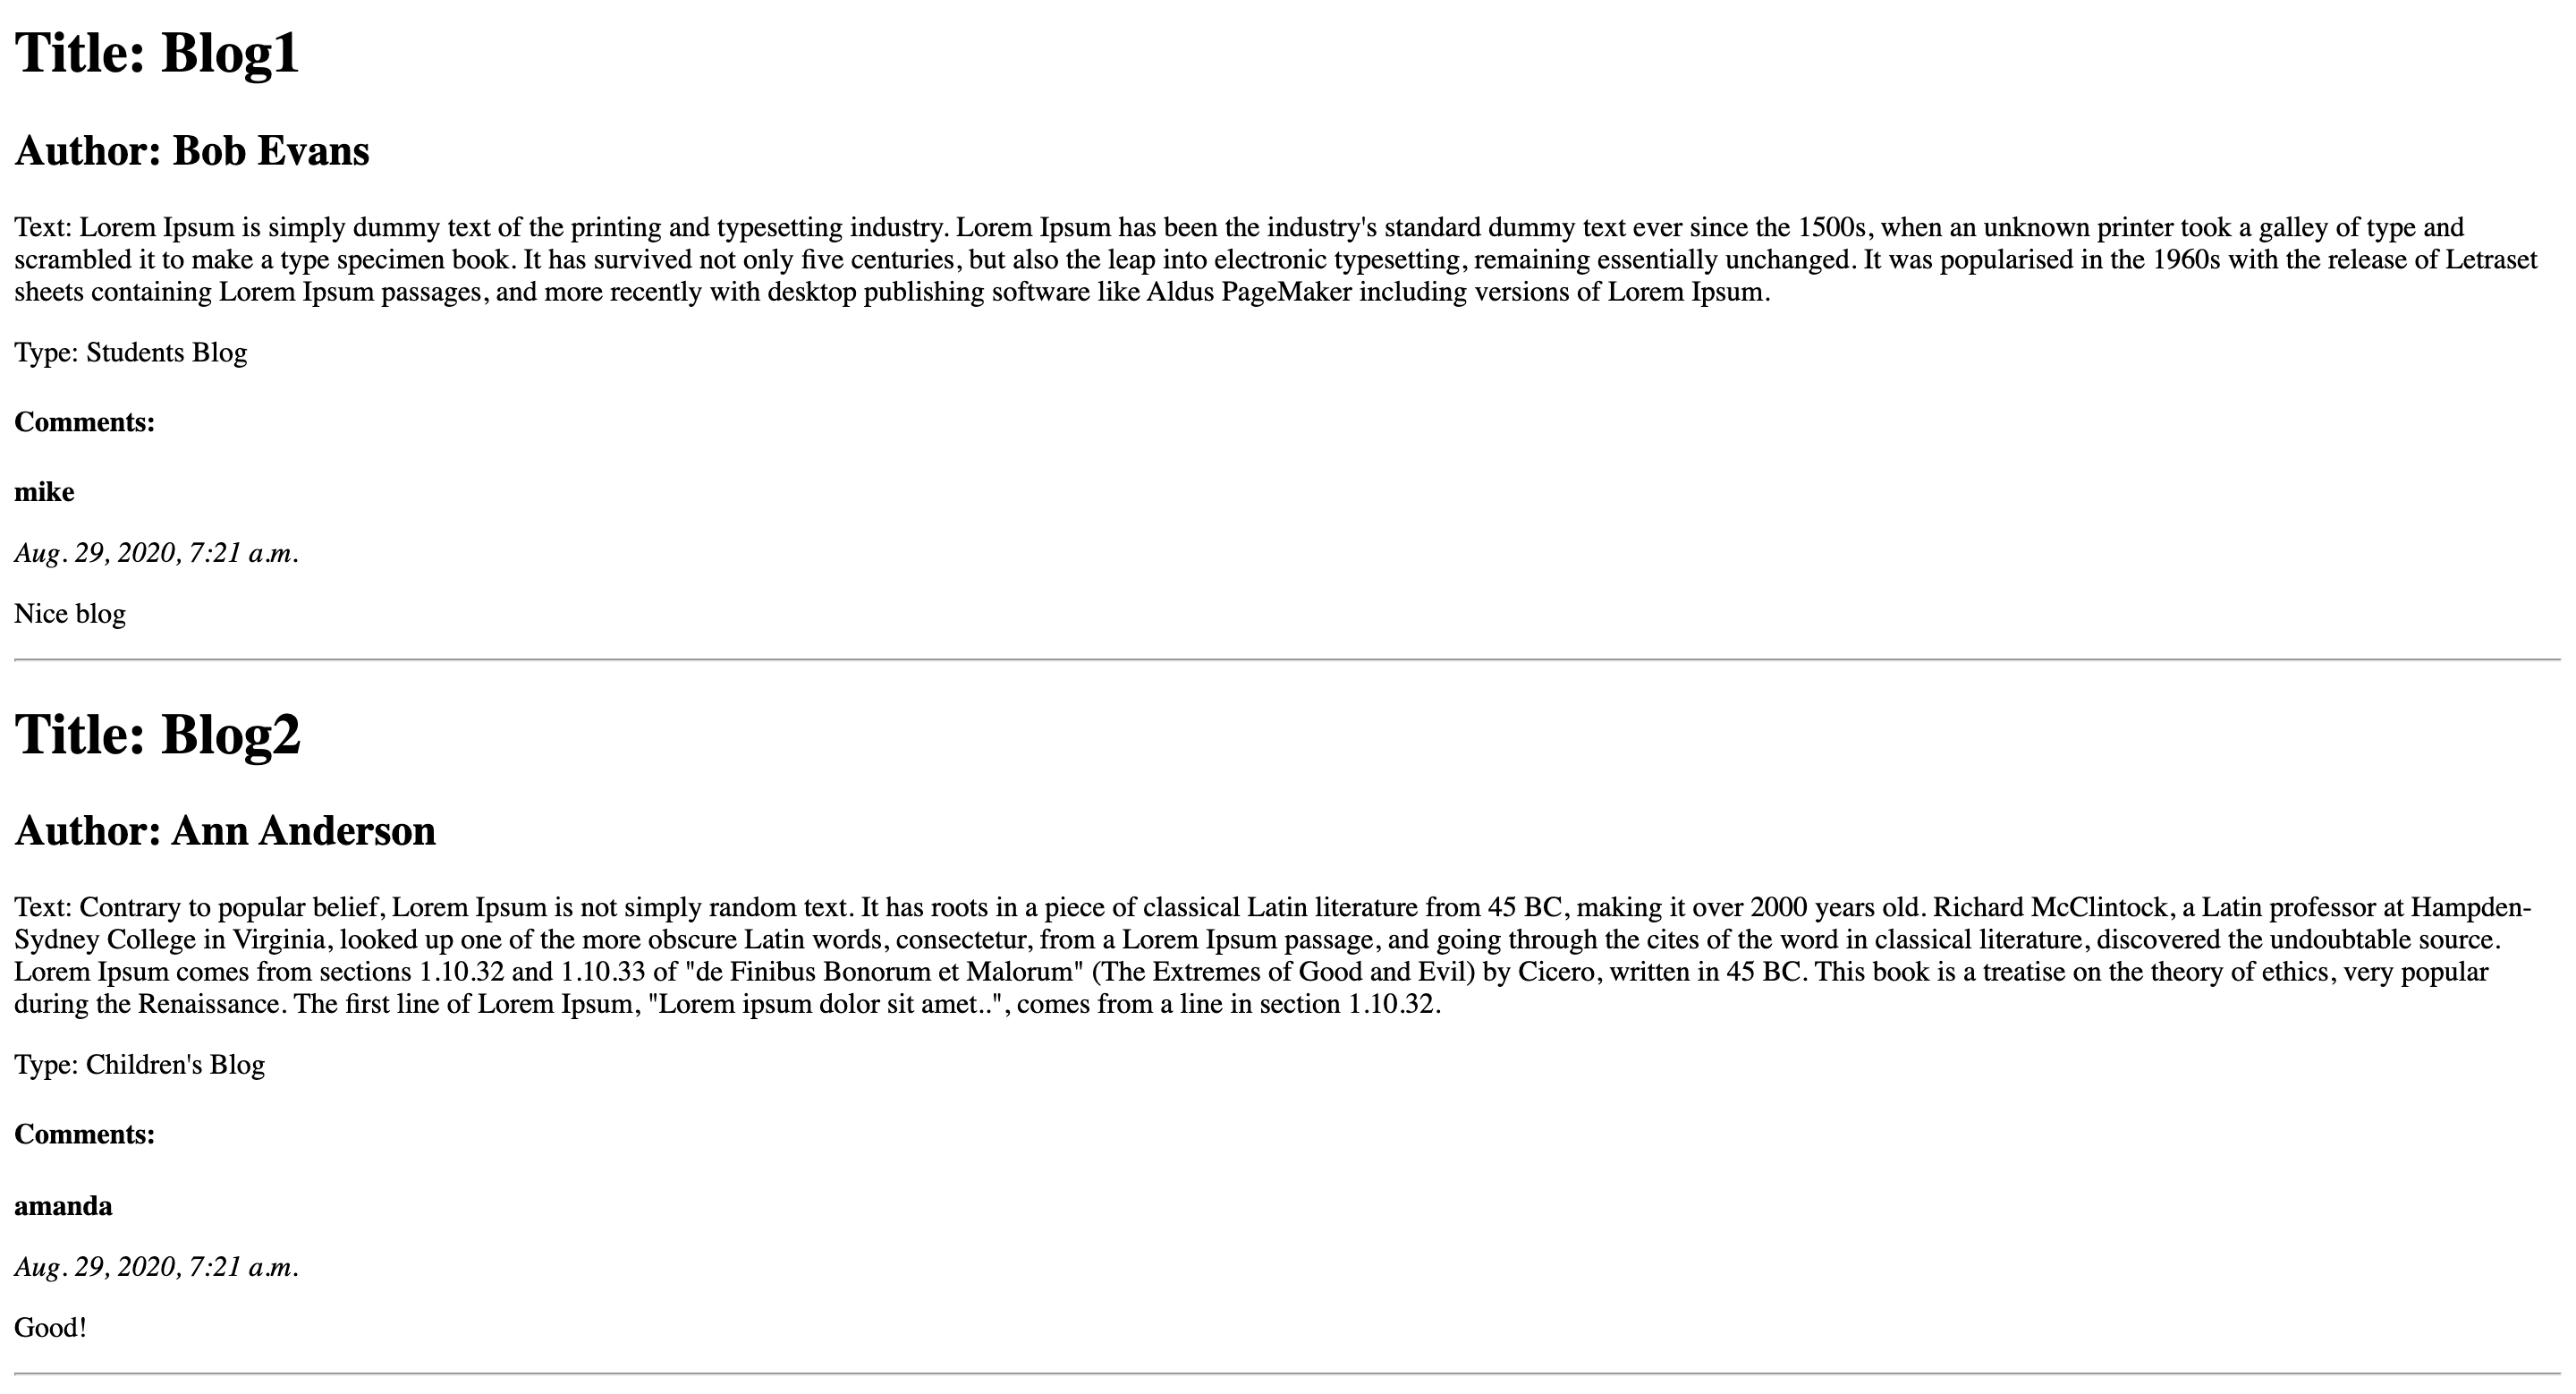 Title: Blog1
Author: Bob Evans
Text: Lorem Ipsum is simply dummy text of the printing and typesetting industry. Lorem Ipsum has been the industry's standard dummy text ever since the 1500s, when an unknown printer took a galley of type and
scrambled it to make a type specimen book. It has survived not only five centuries, but also the leap into electronic typesetting, remaining essentially unchanged. It was popularised in the 1960s with the release of Letraset
sheets containing Lorem Ipsum passages, and more recently with desktop publishing software like Aldus PageMaker including versions of Lorem Ipsum.
Type: Students Blog
Comments:
mike
Aug. 29, 2020, 7:21 a.m.
Nice blog
Title: Blog2
Author: Ann Anderson
Text: Contrary to popular belief, Lorem Ipsum is not simply random text. It has roots in a piece of classical Latin literature from 45 BC, making it over 2000 years old. Richard McClintock, a Latin professor at Hampden-
Sydney College in Virginia, looked up one of the more obscure Latin words, consectetur, from a Lorem Ipsum passage, and going through the cites of the word in classical literature, discovered the undoubtable source.
Lorem Ipsum comes from sections 1.10.32 and 1.10.33 of "de Finibus Bonorum et Malorum" (The Extremes of Good and Evil) by Cicero, written in 45 BC. This book is a treatise on the theory of ethics, very popular
during the Renaissance. The first line of Lorem Ipsum, "Lorem ipsum dolor sit amet..", comes from a line in section 1.10.32.
Type: Children's Blog
Comments:
amanda
Aug. 29, 2020, 7:21 a.m.
Good!